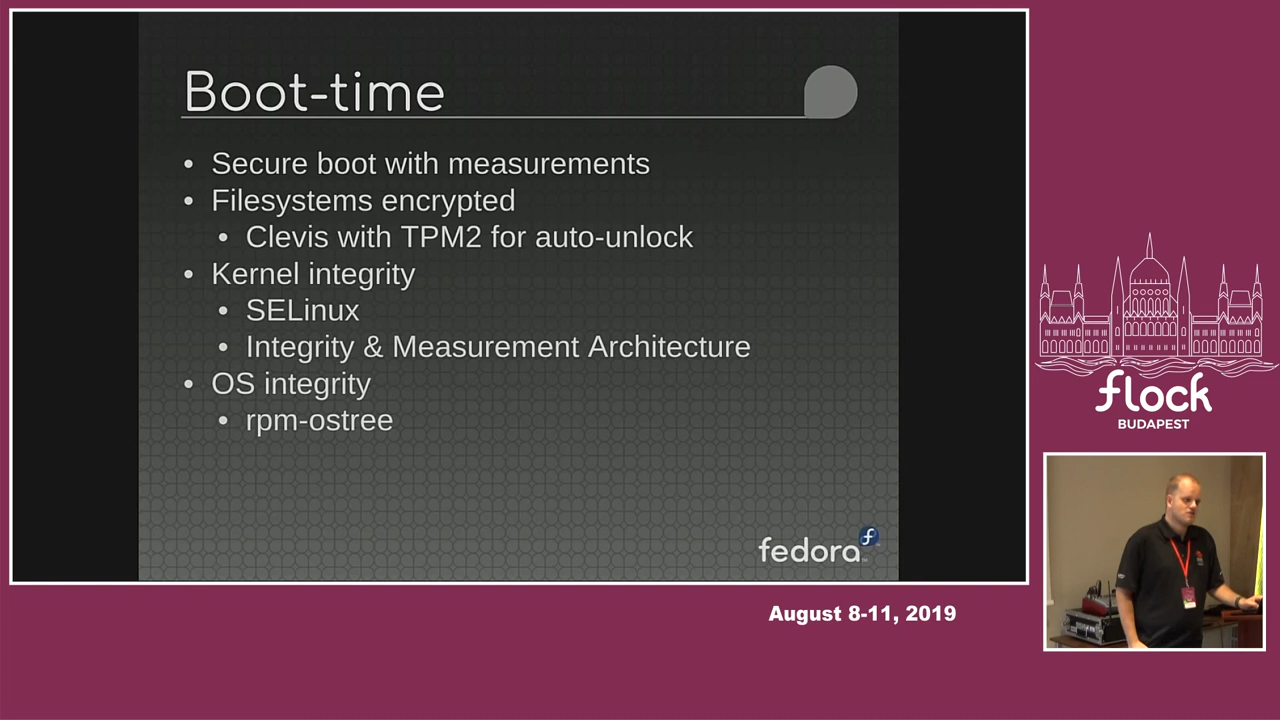 Boot-time
• Secure boot with measurements
• Filesystems encrypted
• Clevis with TPM2 for auto-unlock
• Kernel integrity
• SELinux
• Integrity & Measurement Architecture
• OS integrity
• rpm-ostree
fedora
flock
BUDAPEST
August 8-11, 2019